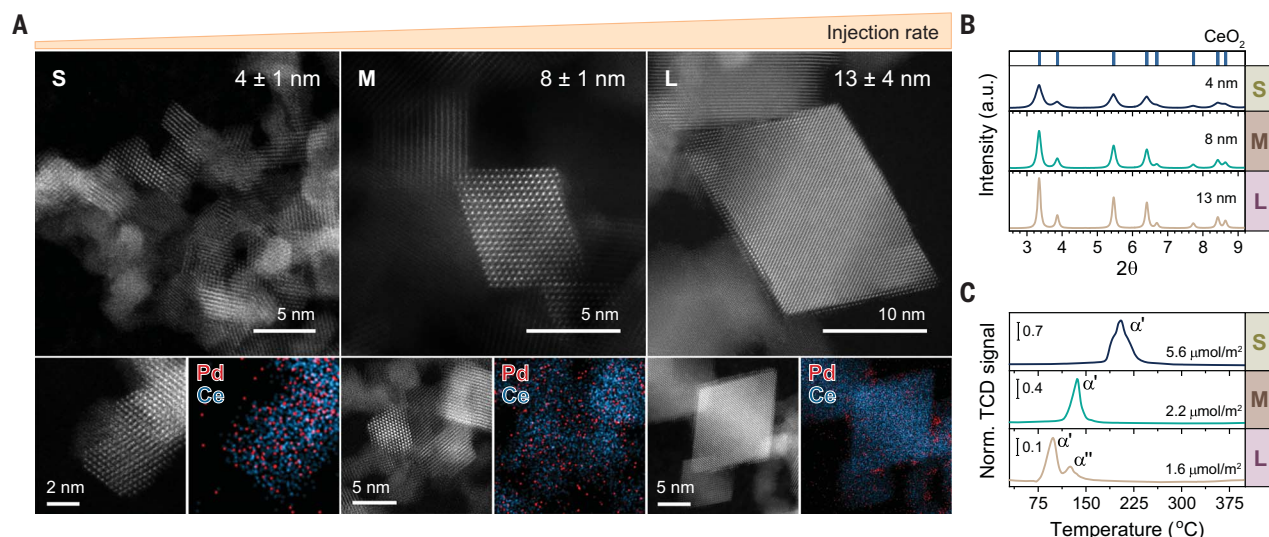 A
Injection rate
S
4 ± 1 nm
M
8 ± 1 nm
L
13 ± 4 nm
5 nm
5 nm
10 nm
Pd
Ce
2 nm
Pd
Ce
5 nm
Pd
Ce
5 nm
B
CeO₂
4 nm
S
8 nm
M
13 nm
L
Intensity (a.u.)
3 4 5 6 7 8 9
2θ
C
0.7
α'
5.6 μmol/m²
S
0.4
α'
2.2 μmol/m²
M
0.1
α'
α''
1.6 μmol/m²
L
Norm. TCD signal
75 150 225 300 375
Temperature (°C)